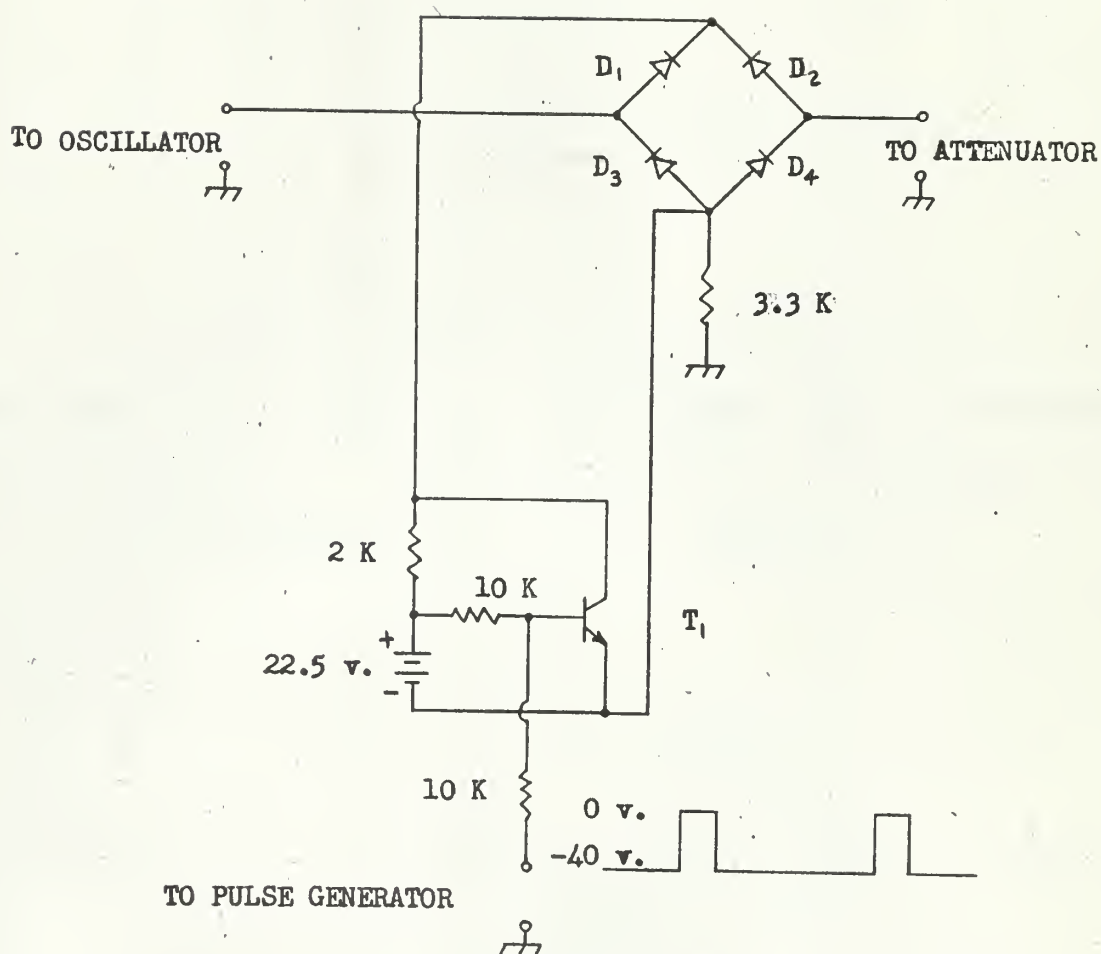 D₁
D₂
TO OSCILLATOR
TO ATTENUATOR
D₃
D₄
3.3 K
2 K
10 K
T₁
+
22.5 v.
-
10 K
0 v.
-40 v.
TO PULSE GENERATOR